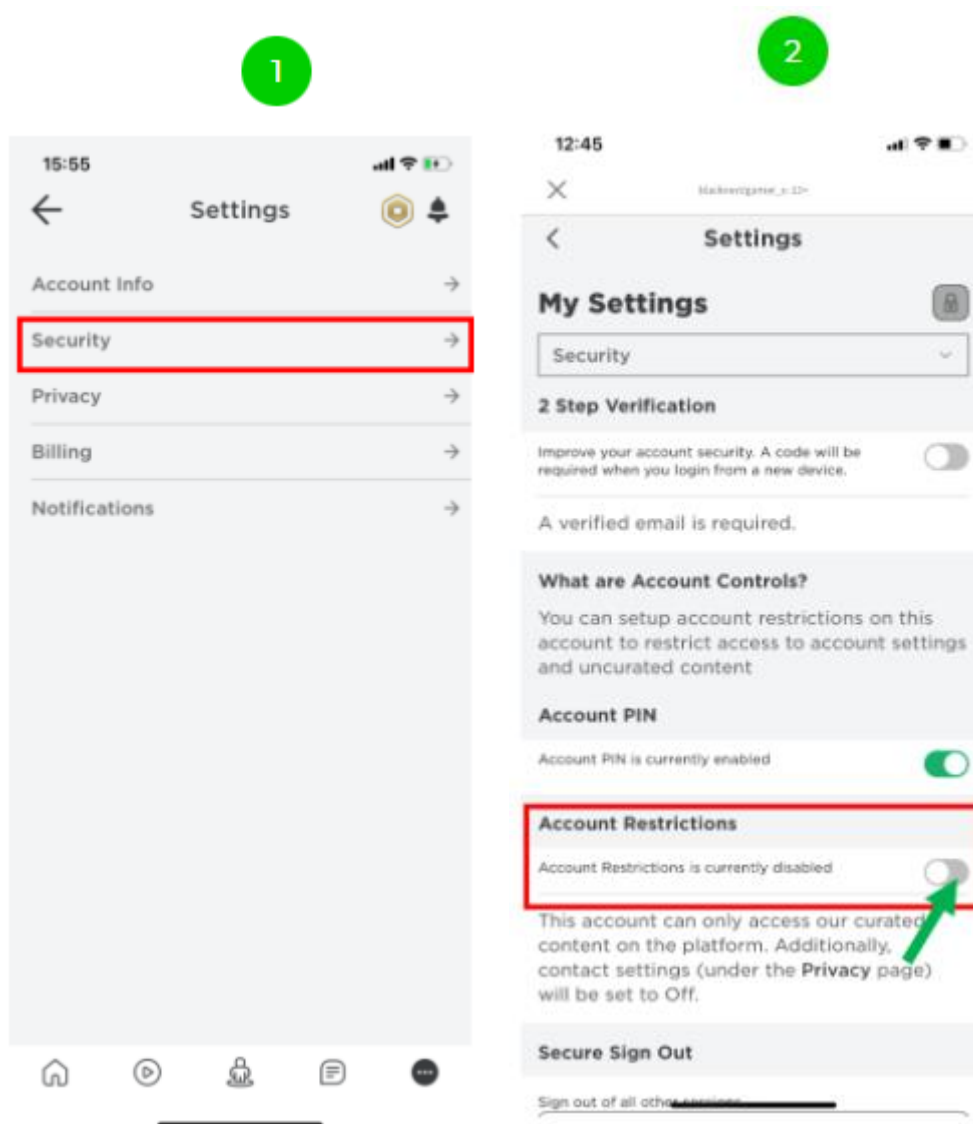 1
15:55
Settings
Account Info
Security
Privacy
Billing
Notifications
2
12:45
Settings
My Settings
Security
2 Step Verification
Improve your account security. A code will be
required when you login from a new device.
A verified email is required.
What are Account Controls?
You can setup account restrictions on this
account to restrict access to account settings
and uncurated content
Account PIN
Account PIN is currently enabled
Account Restrictions
Account Restrictions is currently disabled
This account can only access our curated
content on the platform. Additionally,
contact settings (under the Privacy page)
will be set to Off.
Secure Sign Out
Sign out of all other sessions